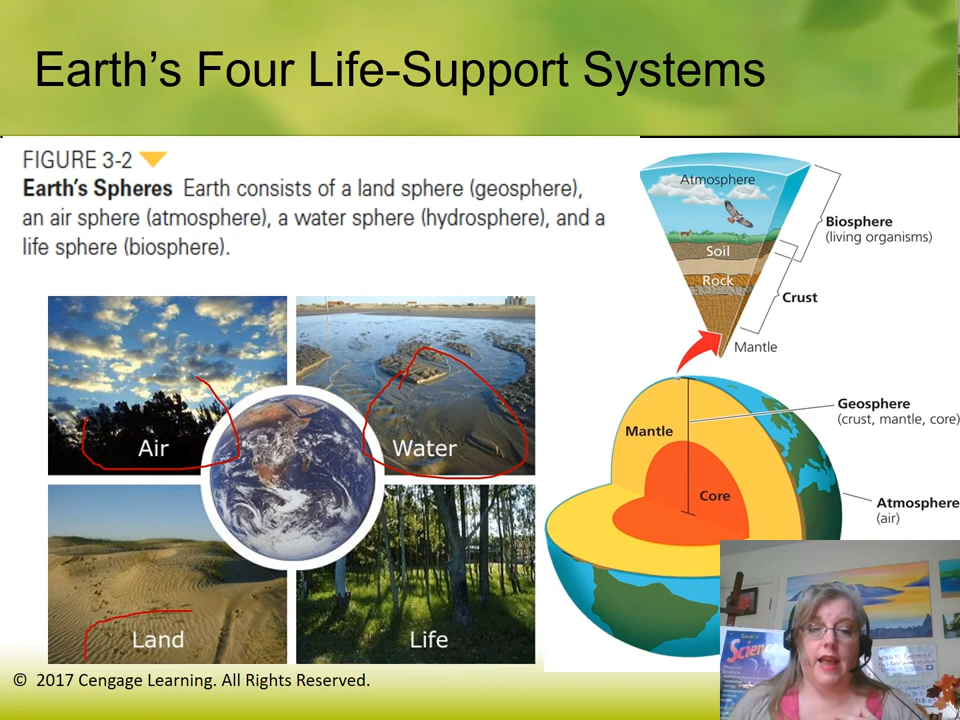 Earth's Four Life-Support Systems
FIGURE 3-2
Earth's Spheres Earth consists of a land sphere (geosphere),
an air sphere (atmosphere), a water sphere (hydrosphere), and a
life sphere (biosphere).
Air
Water
Land
Life
Atmosphere
Soil
Rock
Biosphere
(living organisms)
Crust
Mantle
Mantle
Core
Geosphere
(crust, mantle, core)
Atmosphere
(air)
Science
© 2017 Cengage Learning. All Rights Reserved.